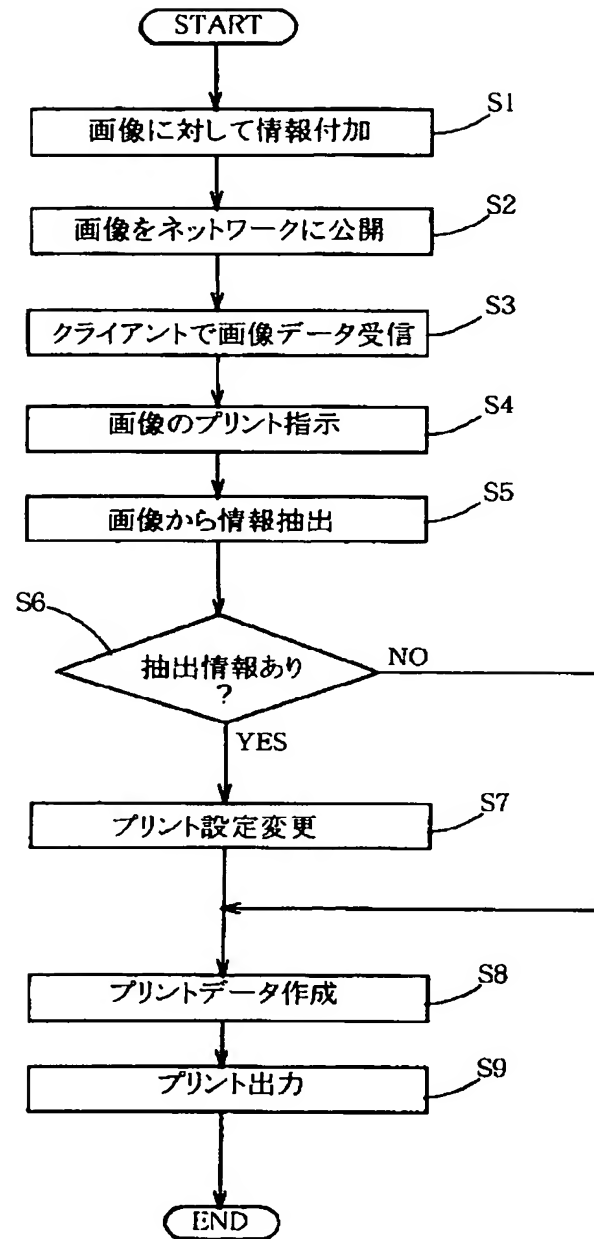 START
画像に対して情報付加
S1
画像をネットワークに公開
S2
クライアントで画像データ受信
S3
画像のプリント指示
S4
画像から情報抽出
S5
S6
抽出情報あり
?
NO
YES
プリント設定変更
S7
プリントデータ作成
S8
プリント出力
S9
END